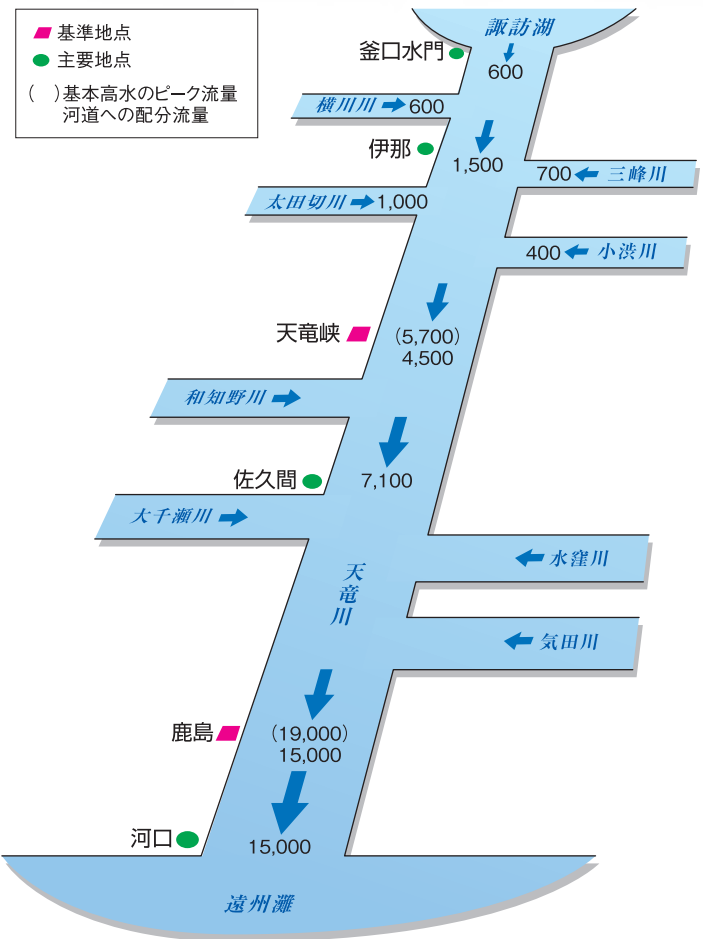 基準地点
主要地点
( )基本高水のピーク流量
河道への配分流量
諏訪湖
釜口水門
600
横川川 600
伊那
1,500
700 三峰川
太田切川 1,000
400 小渋川
天竜峡
(5,700)
4,500
和知野川
佐久間
7,100
大千瀬川
水窪川
天竜川
気田川
鹿島
(19,000)
15,000
河口
15,000
遠州灘